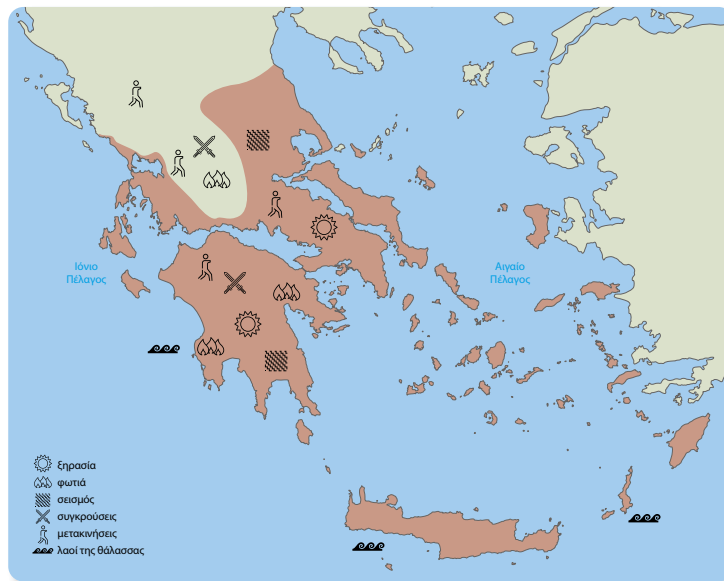 Ιόνιο
Πέλαγος
Αιγαίο
Πέλαγος
ξηρασία
φωτιά
σεισμός
συγκρούσεις
μετακινήσεις
λαοί της θάλασσας